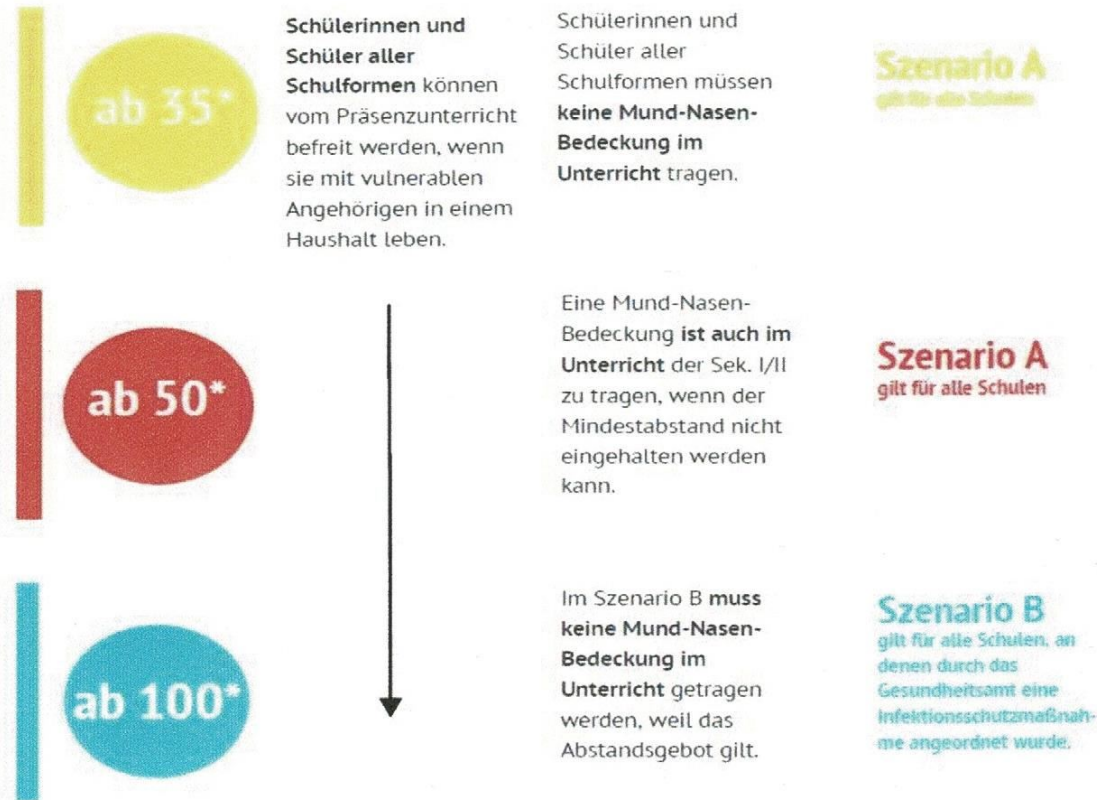 ab 35*
Schülerinnen und
Schüler aller
Schulformen können
vom Präsenzunterricht
befreit werden, wenn
sie mit vulnerablen
Angehörigen in einem
Haushalt leben.
Schülerinnen und
Schüler aller
Schulformen müssen
keine Mund-Nasen-
Bedeckung im
Unterricht tragen.
Szenario A
gilt für alle Schulen
ab 50*
Eine Mund-Nasen-
Bedeckung ist auch im
Unterricht der Sek. I/II
zu tragen, wenn der
Mindestabstand nicht
eingehalten werden
kann.
Szenario A
gilt für alle Schulen
ab 100*
Im Szenario B muss
keine Mund-Nasen-
Bedeckung im
Unterricht getragen
werden, weil das
Abstandsgebot gilt.
Szenario B
gilt für alle Schulen, an
denen durch das
Gesundheitsamt eine
Infektionsschutzmaßnah-
me angeordnet wurde.